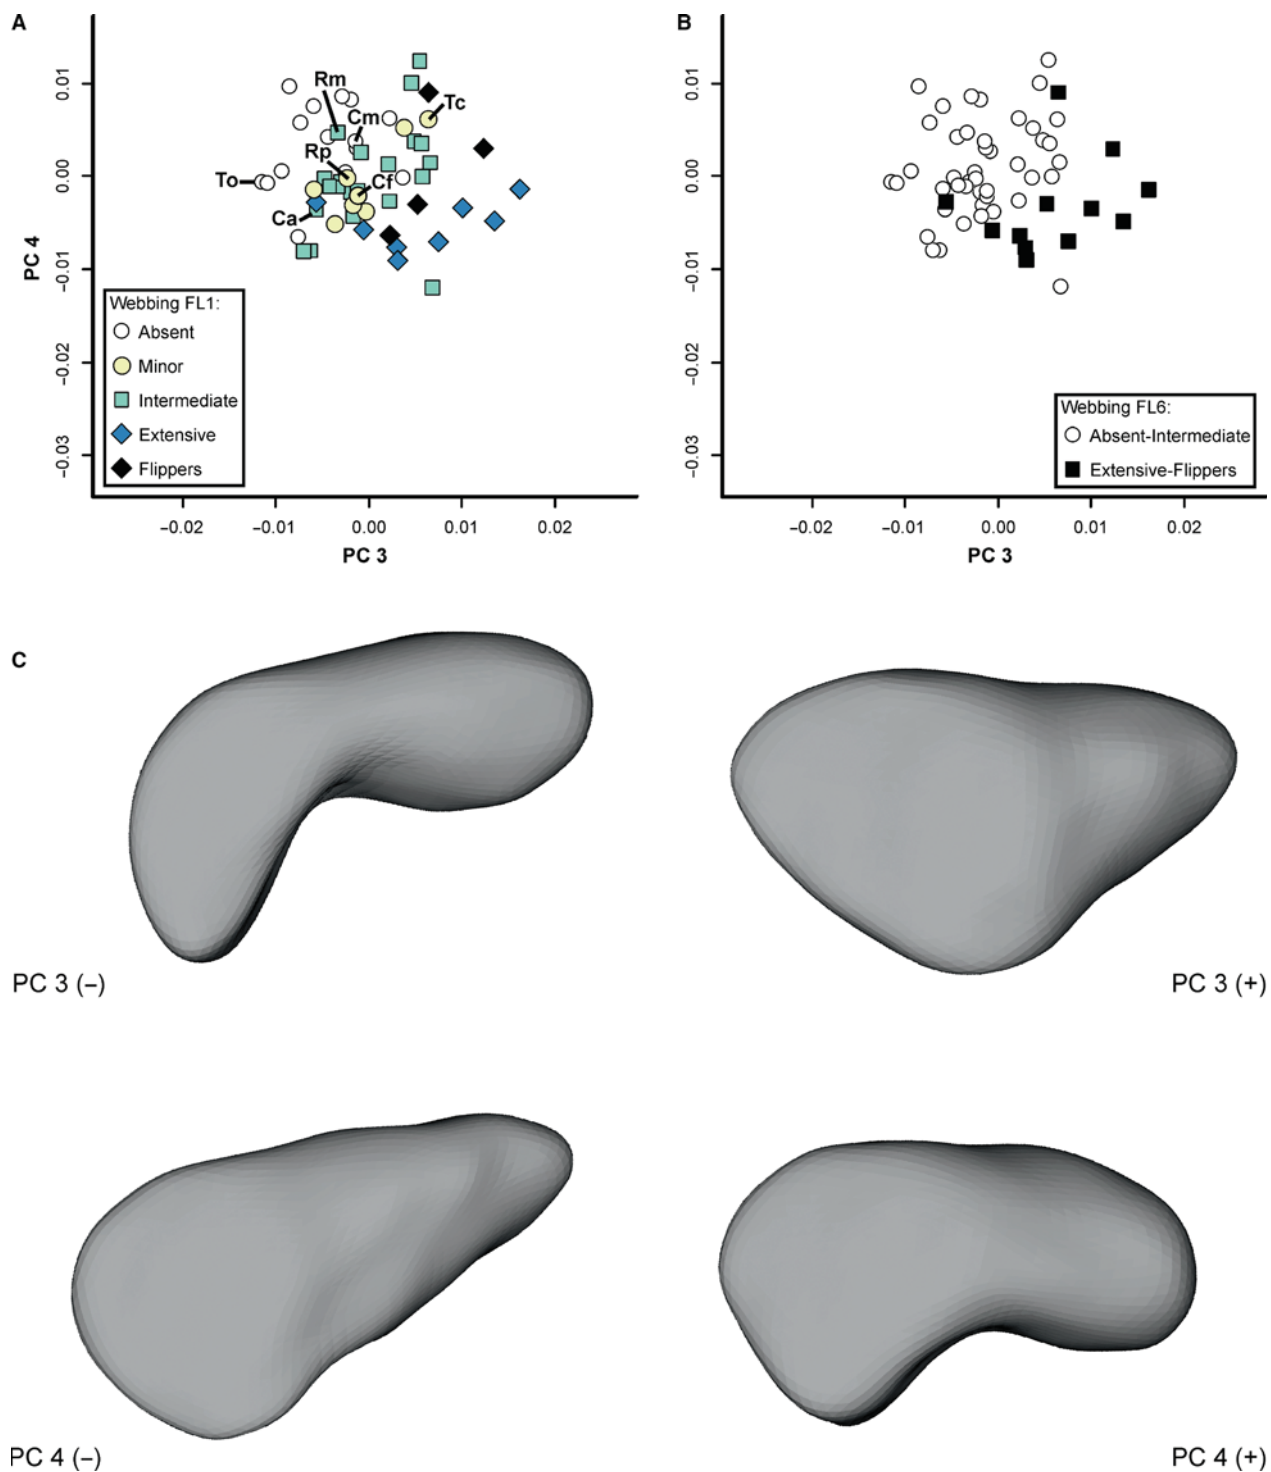 A
B
Rm
Tc
Cm
Rp
To
Cf
Ca
0.01
0.00
−0.01
−0.02
−0.03
PC 4
Webbing FL1:
Absent
Minor
Intermediate
Extensive
Flippers
−0.02
−0.01
0.00
0.01
0.02
PC 3
0.01
0.00
−0.01
−0.02
−0.03
Webbing FL6:
Absent-Intermediate
Extensive-Flippers
−0.02
−0.01
0.00
0.01
0.02
PC 3
C
PC 3 (–)
PC 3 (+)
PC 4 (–)
PC 4 (+)